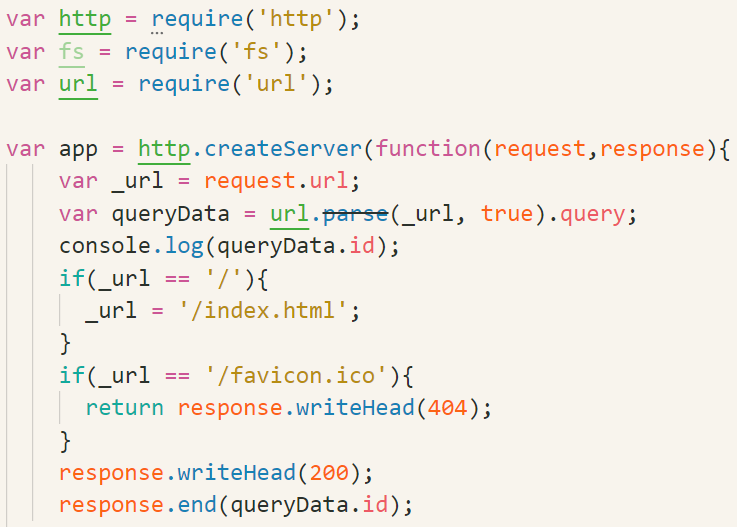 var http = require('http');
var fs = require('fs');
var url = require('url');
var app = http.createServer(function(request,response){
var _url = request.url;
var queryData = url.parse(_url, true).query;
console.log(queryData.id);
if(_url == '/'){
_url = '/index.html';
}
if(_url == '/favicon.ico'){
return response.writeHead(404);
}
response.writeHead(200);
response.end(queryData.id);